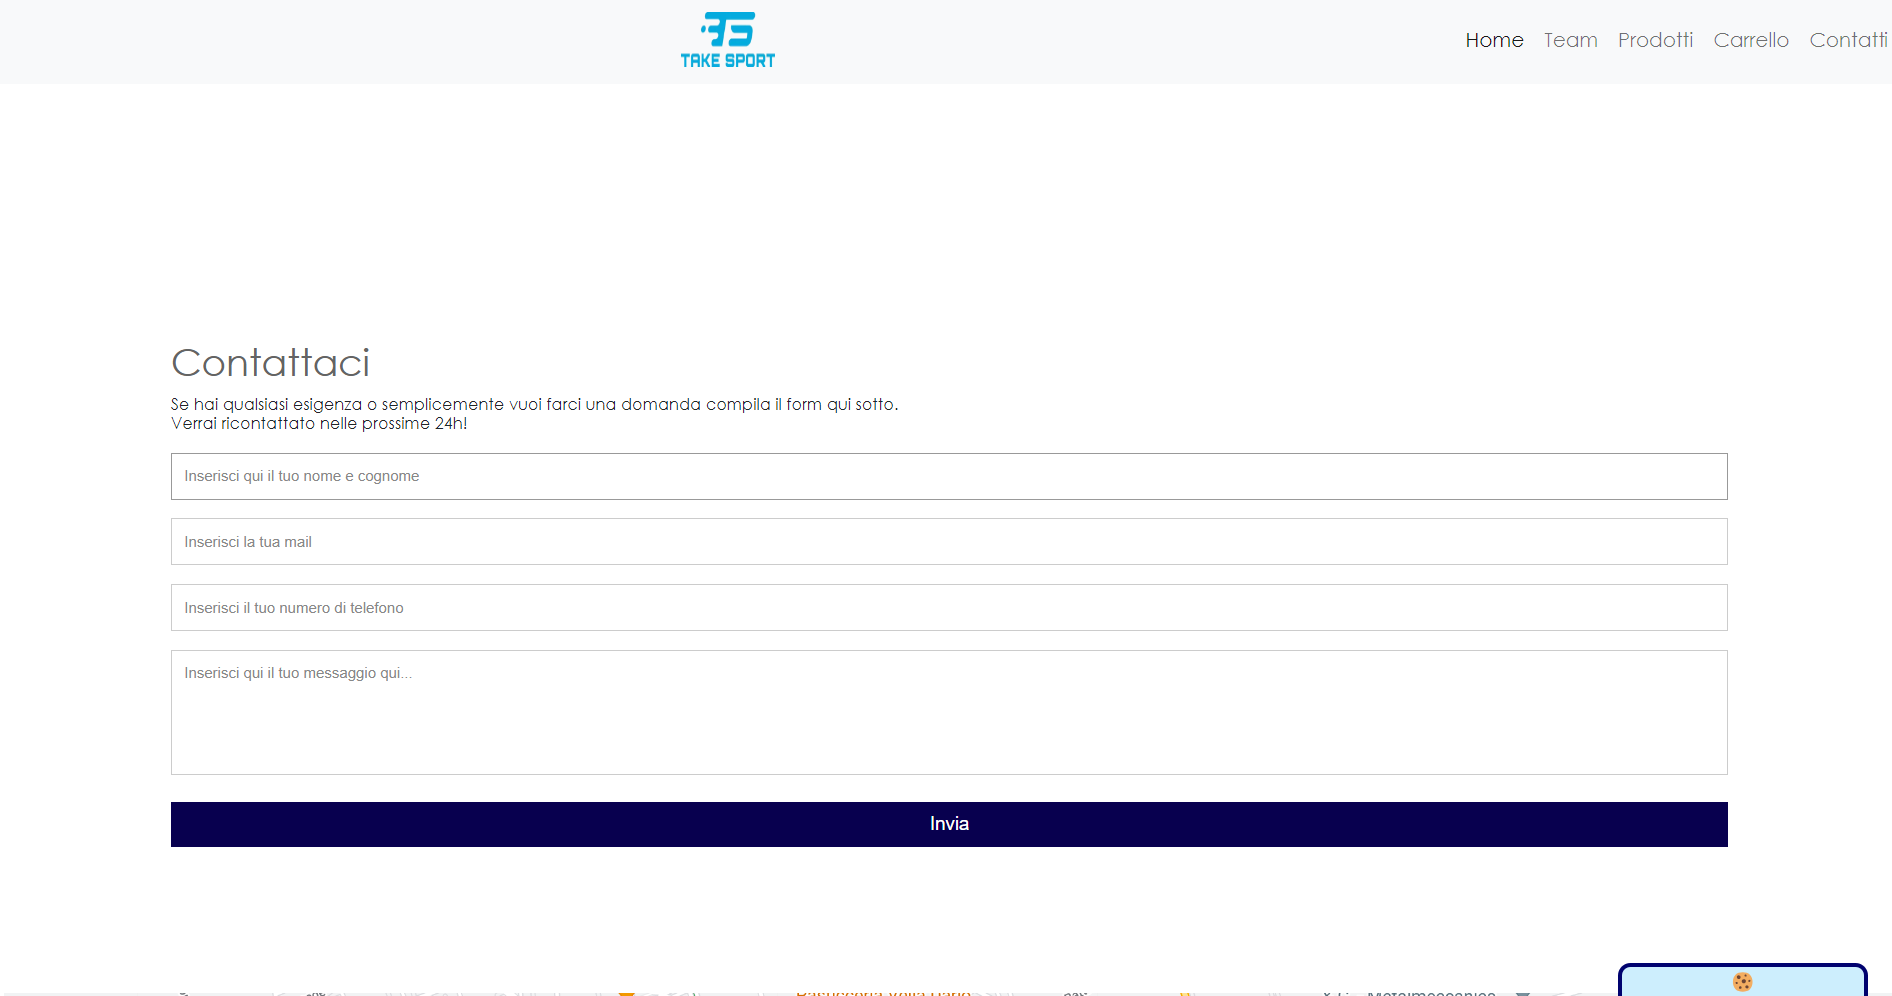 TAKE SPORT
Home Team Prodotti Carrello Contatti
Contattaci
Se hai qualsiasi esigenza o semplicemente vuoi farci una domanda compila il form qui sotto.
Verrai ricontattato nelle prossime 24h!
Inserisci qui il tuo nome e cognome
Inserisci la tua mail
Inserisci il tuo numero di telefono
Inserisci qui il tuo messaggio qui...
Invia